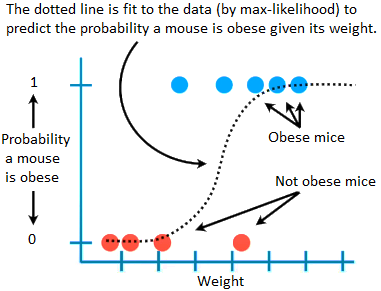 The dotted line is fit to the data (by max-likelihood) to
predict the probability a mouse is obese given its weight.
1
Probability
a mouse
is obese
0
Obese mice
Not obese mice
Weight